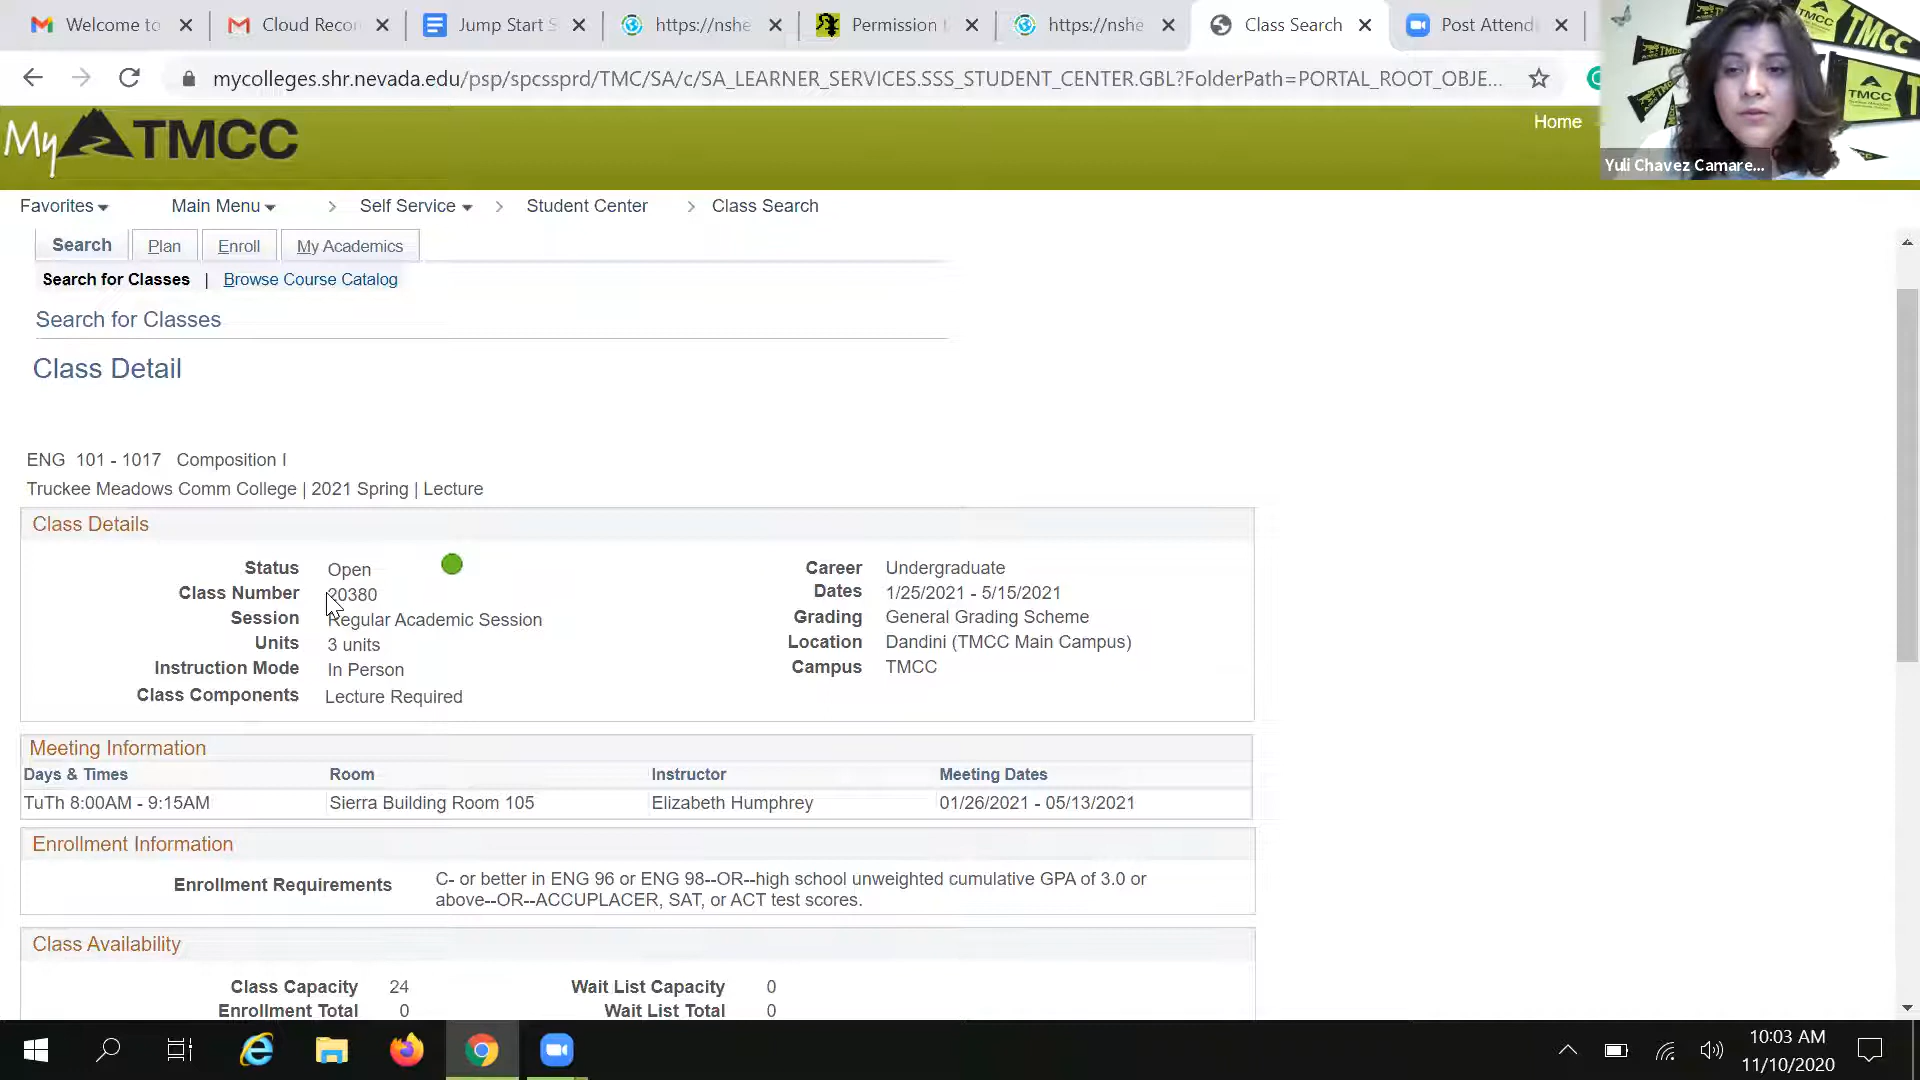 Welcome to
Cloud Recor
Jump Start S
https://nshe
Permission
https://nshe
Class Search
Post Attend
mycolleges.shr.nevada.edu/psp/spcssprd/TMC/SA/c/SA_LEARNER_SERVICES.SSS_STUDENT_CENTER.GBL?FolderPath=PORTAL_ROOT_OBJE...
My TMCC
Home
TMCC
TMCC
Yuli Chavez Camare...
Favorites
Main Menu
> Self Service
> Student Center
> Class Search
Search
Plan
Enroll
My Academics
Search for Classes | Browse Course Catalog
Search for Classes
Class Detail
ENG 101 - 1017 Composition I
Truckee Meadows Comm College | 2021 Spring | Lecture
Class Details
Status Open
Class Number 20380
Session Regular Academic Session
Units 3 units
Instruction Mode In Person
Class Components Lecture Required
Career Undergraduate
Dates 1/25/2021 - 5/15/2021
Grading General Grading Scheme
Location Dandini (TMCC Main Campus)
Campus TMCC
Meeting Information
Days & Times Room Instructor Meeting Dates
TuTh 8:00AM - 9:15AM Sierra Building Room 105 Elizabeth Humphrey 01/26/2021 - 05/13/2021
Enrollment Information
Enrollment Requirements
C- or better in ENG 96 or ENG 98--OR--high school unweighted cumulative GPA of 3.0 or
above--OR--ACCUPLACER, SAT, or ACT test scores.
Class Availability
Class Capacity 24 Wait List Capacity 0
Enrollment Total 0 Wait List Total 0
10:03 AM
11/10/2020